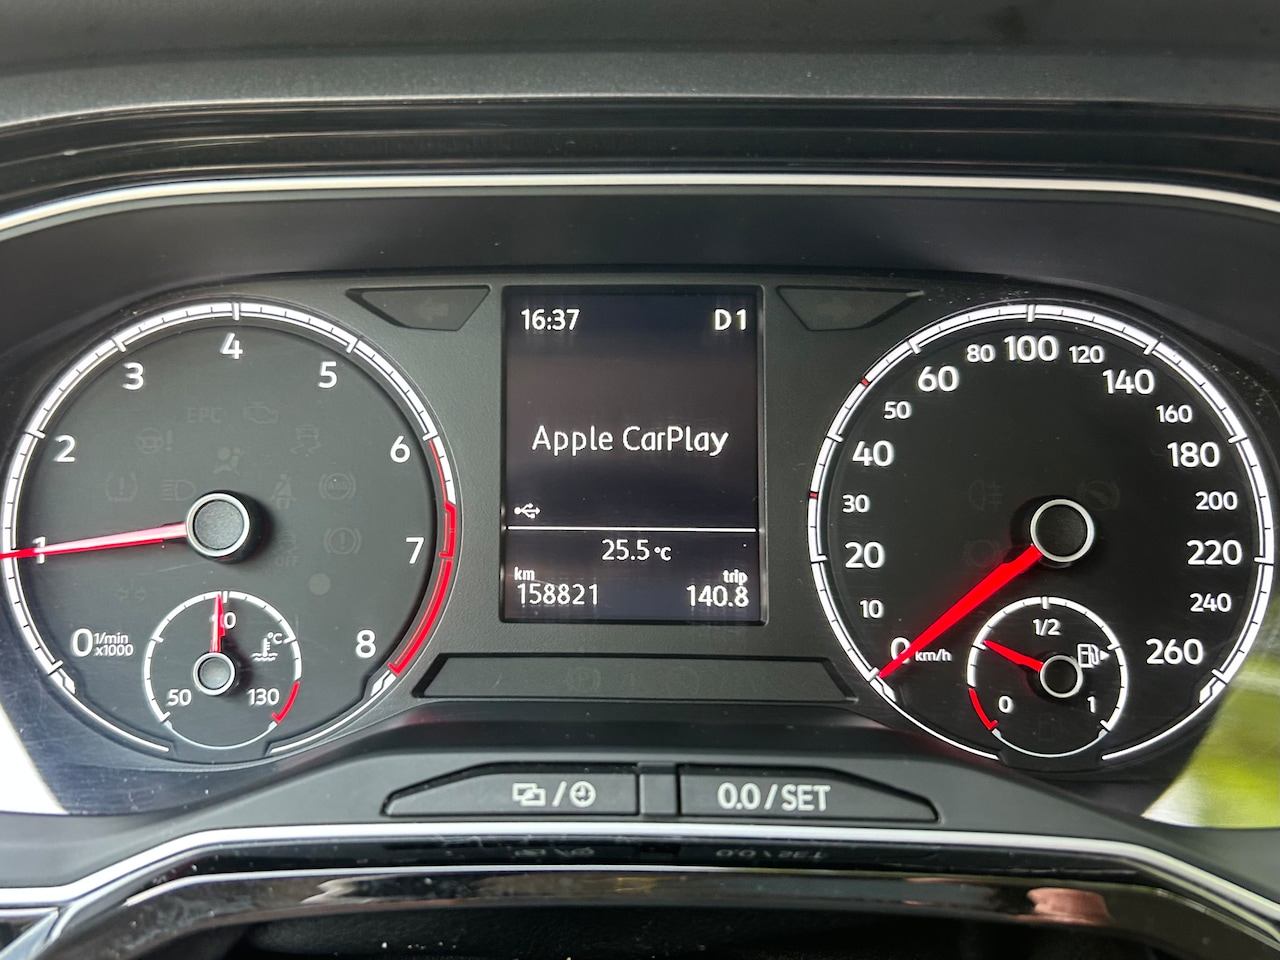 16:37 D1
Apple CarPlay
25.5 °C
km trip
158821 140.8
0 1 2 3 4 5 6 7 8
1/min
x1000
EPC
ABS
OFF
50 90 130
°C
0 10 20 30 40 50 60 80 100 120 140 160 180 200 220 240 260
km/h
0 1/2 1
0.0/SET